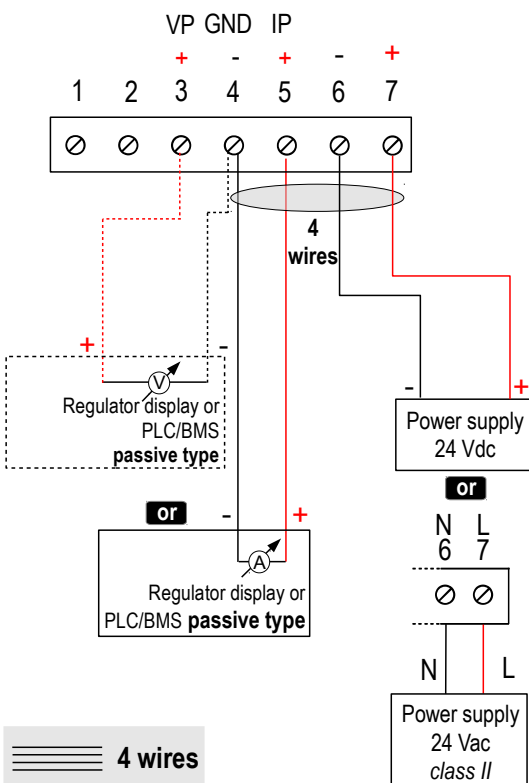 VP GND IP
+ - + - +
1 2 3 4 5 6 7
4
wires
+ -
V
Regulator display or
PLC/BMS
passive type
- +
Power supply
24 Vdc
or
or
- +
A
Regulator display or
PLC/BMS passive type
N L
6 7
N L
Power supply
24 Vac
class II
4 wires